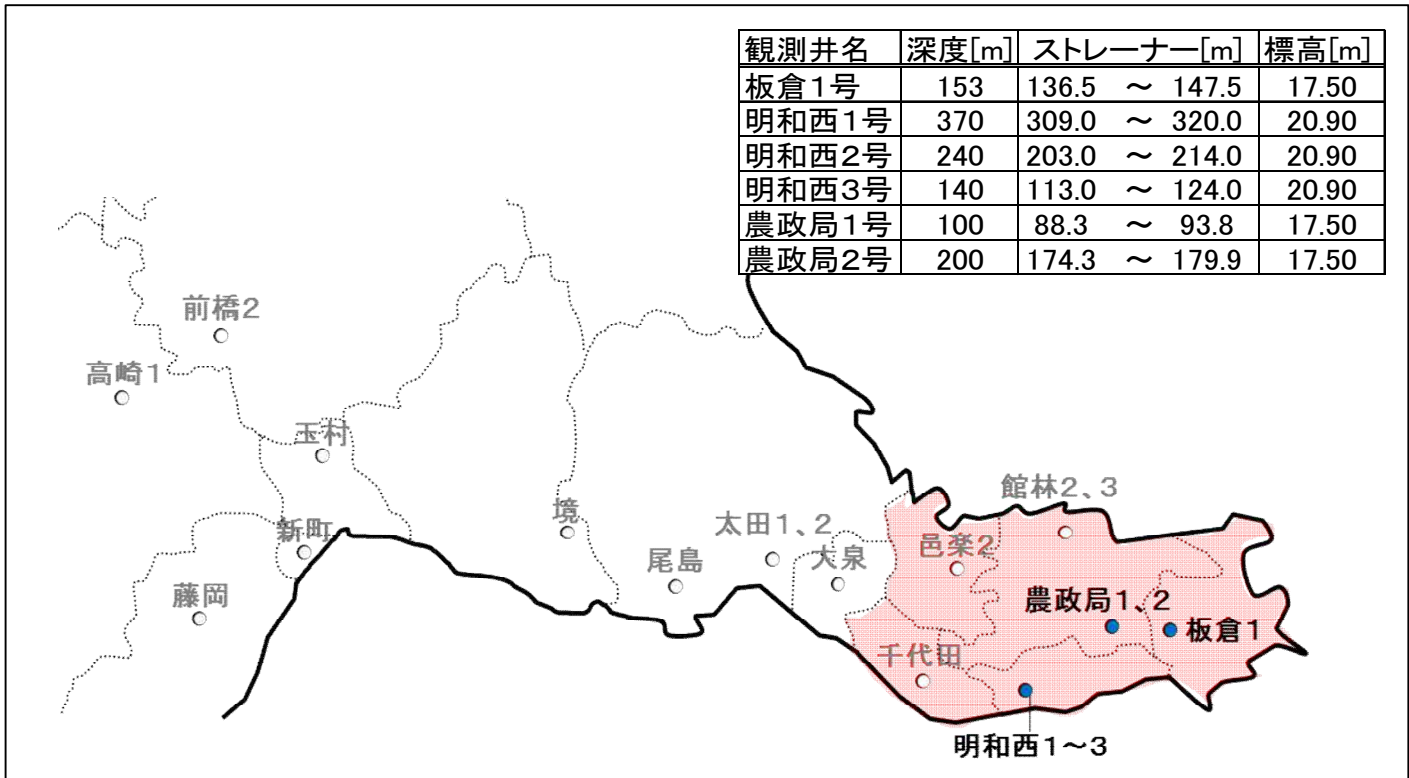 観測井名 深度[m] ストレーナー[m] 標高[m]
板倉1号 153 136.5 ～ 147.5 17.50
明和西1号 370 309.0 ～ 320.0 20.90
明和西2号 240 203.0 ～ 214.0 20.90
明和西3号 140 113.0 ～ 124.0 20.90
農政局1号 100 88.3 ～ 93.8 17.50
農政局2号 200 174.3 ～ 179.9 17.50
前橋2
高崎1
玉村
館林2、3
境
太田1、2
新町
邑楽2
尾島
大泉
藤岡
農政局1、2
板倉1
千代田
明和西1～3